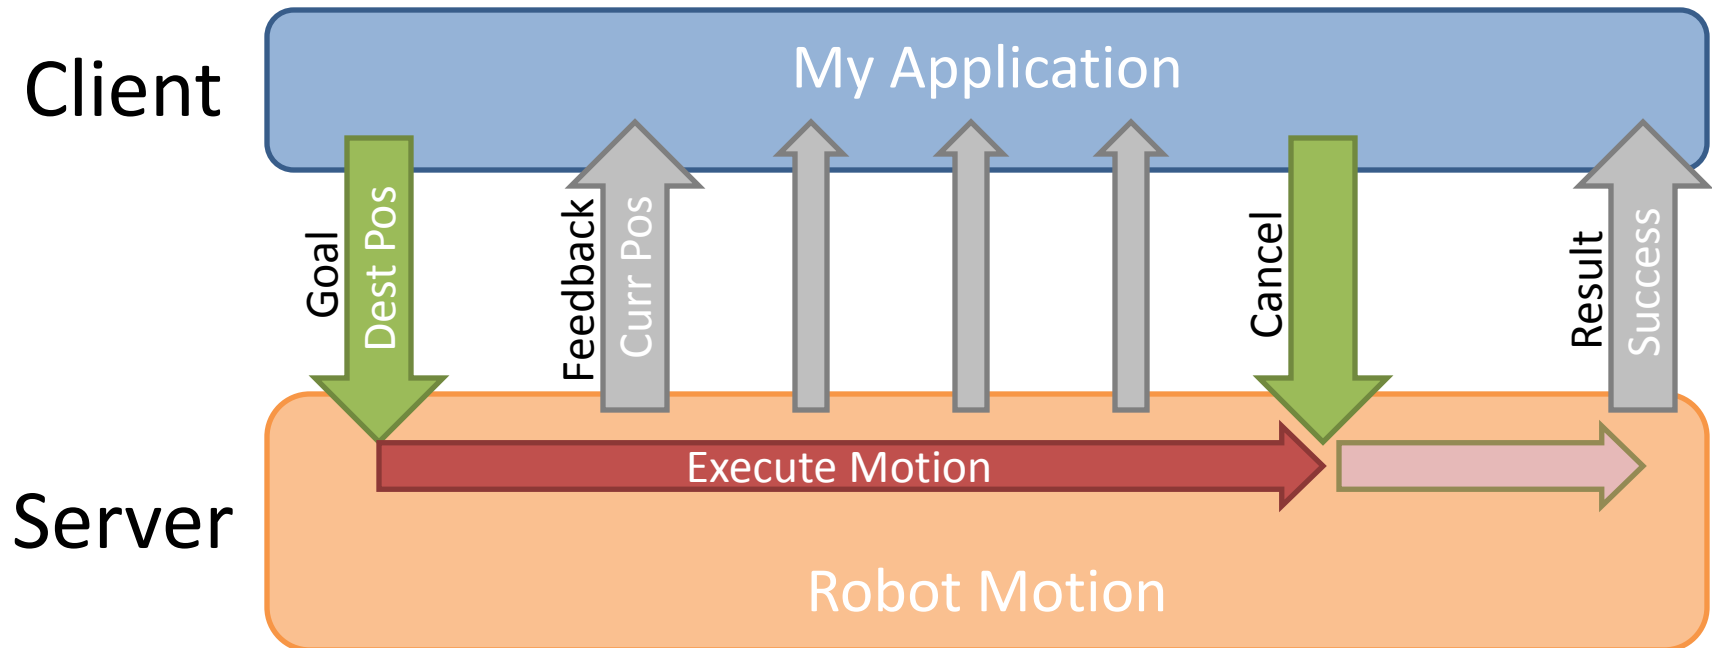 Client
My Application
Goal
Dest Pos
Feedback
Curr Pos
Cancel
Result
Success
Execute Motion
Server
Robot Motion